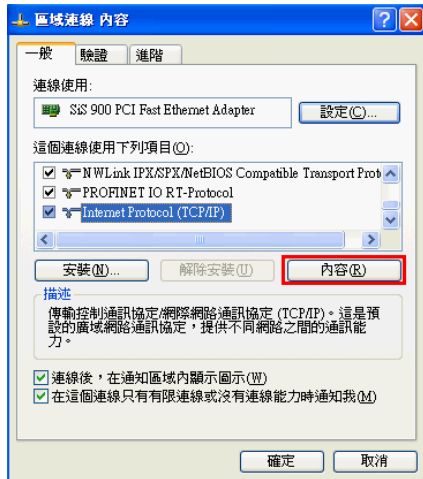 區域連線 內容
一般 驗證 進階
連線使用:
SiS 900 PCI Fast Ethernet Adapter
設定(C)...
這個連線使用下列項目(O):
NWLink IPX/SPX/NetBIOS Compatible Transport Prot
PROFINET IO RT-Protocol
Internet Protocol (TCP/IP)
安裝(N)... 解除安裝(U) 內容(R)
描述
傳輸控制通訊協定/網際網路通訊協定 (TCP/IP)。這是預
設的廣域網路通訊協定,提供不同網路之間的通訊能
力。
連線後,在通知區域內顯示圖示(W)
在這個連線只有有限連線或沒有連線能力時通知我(M)
確定 取消